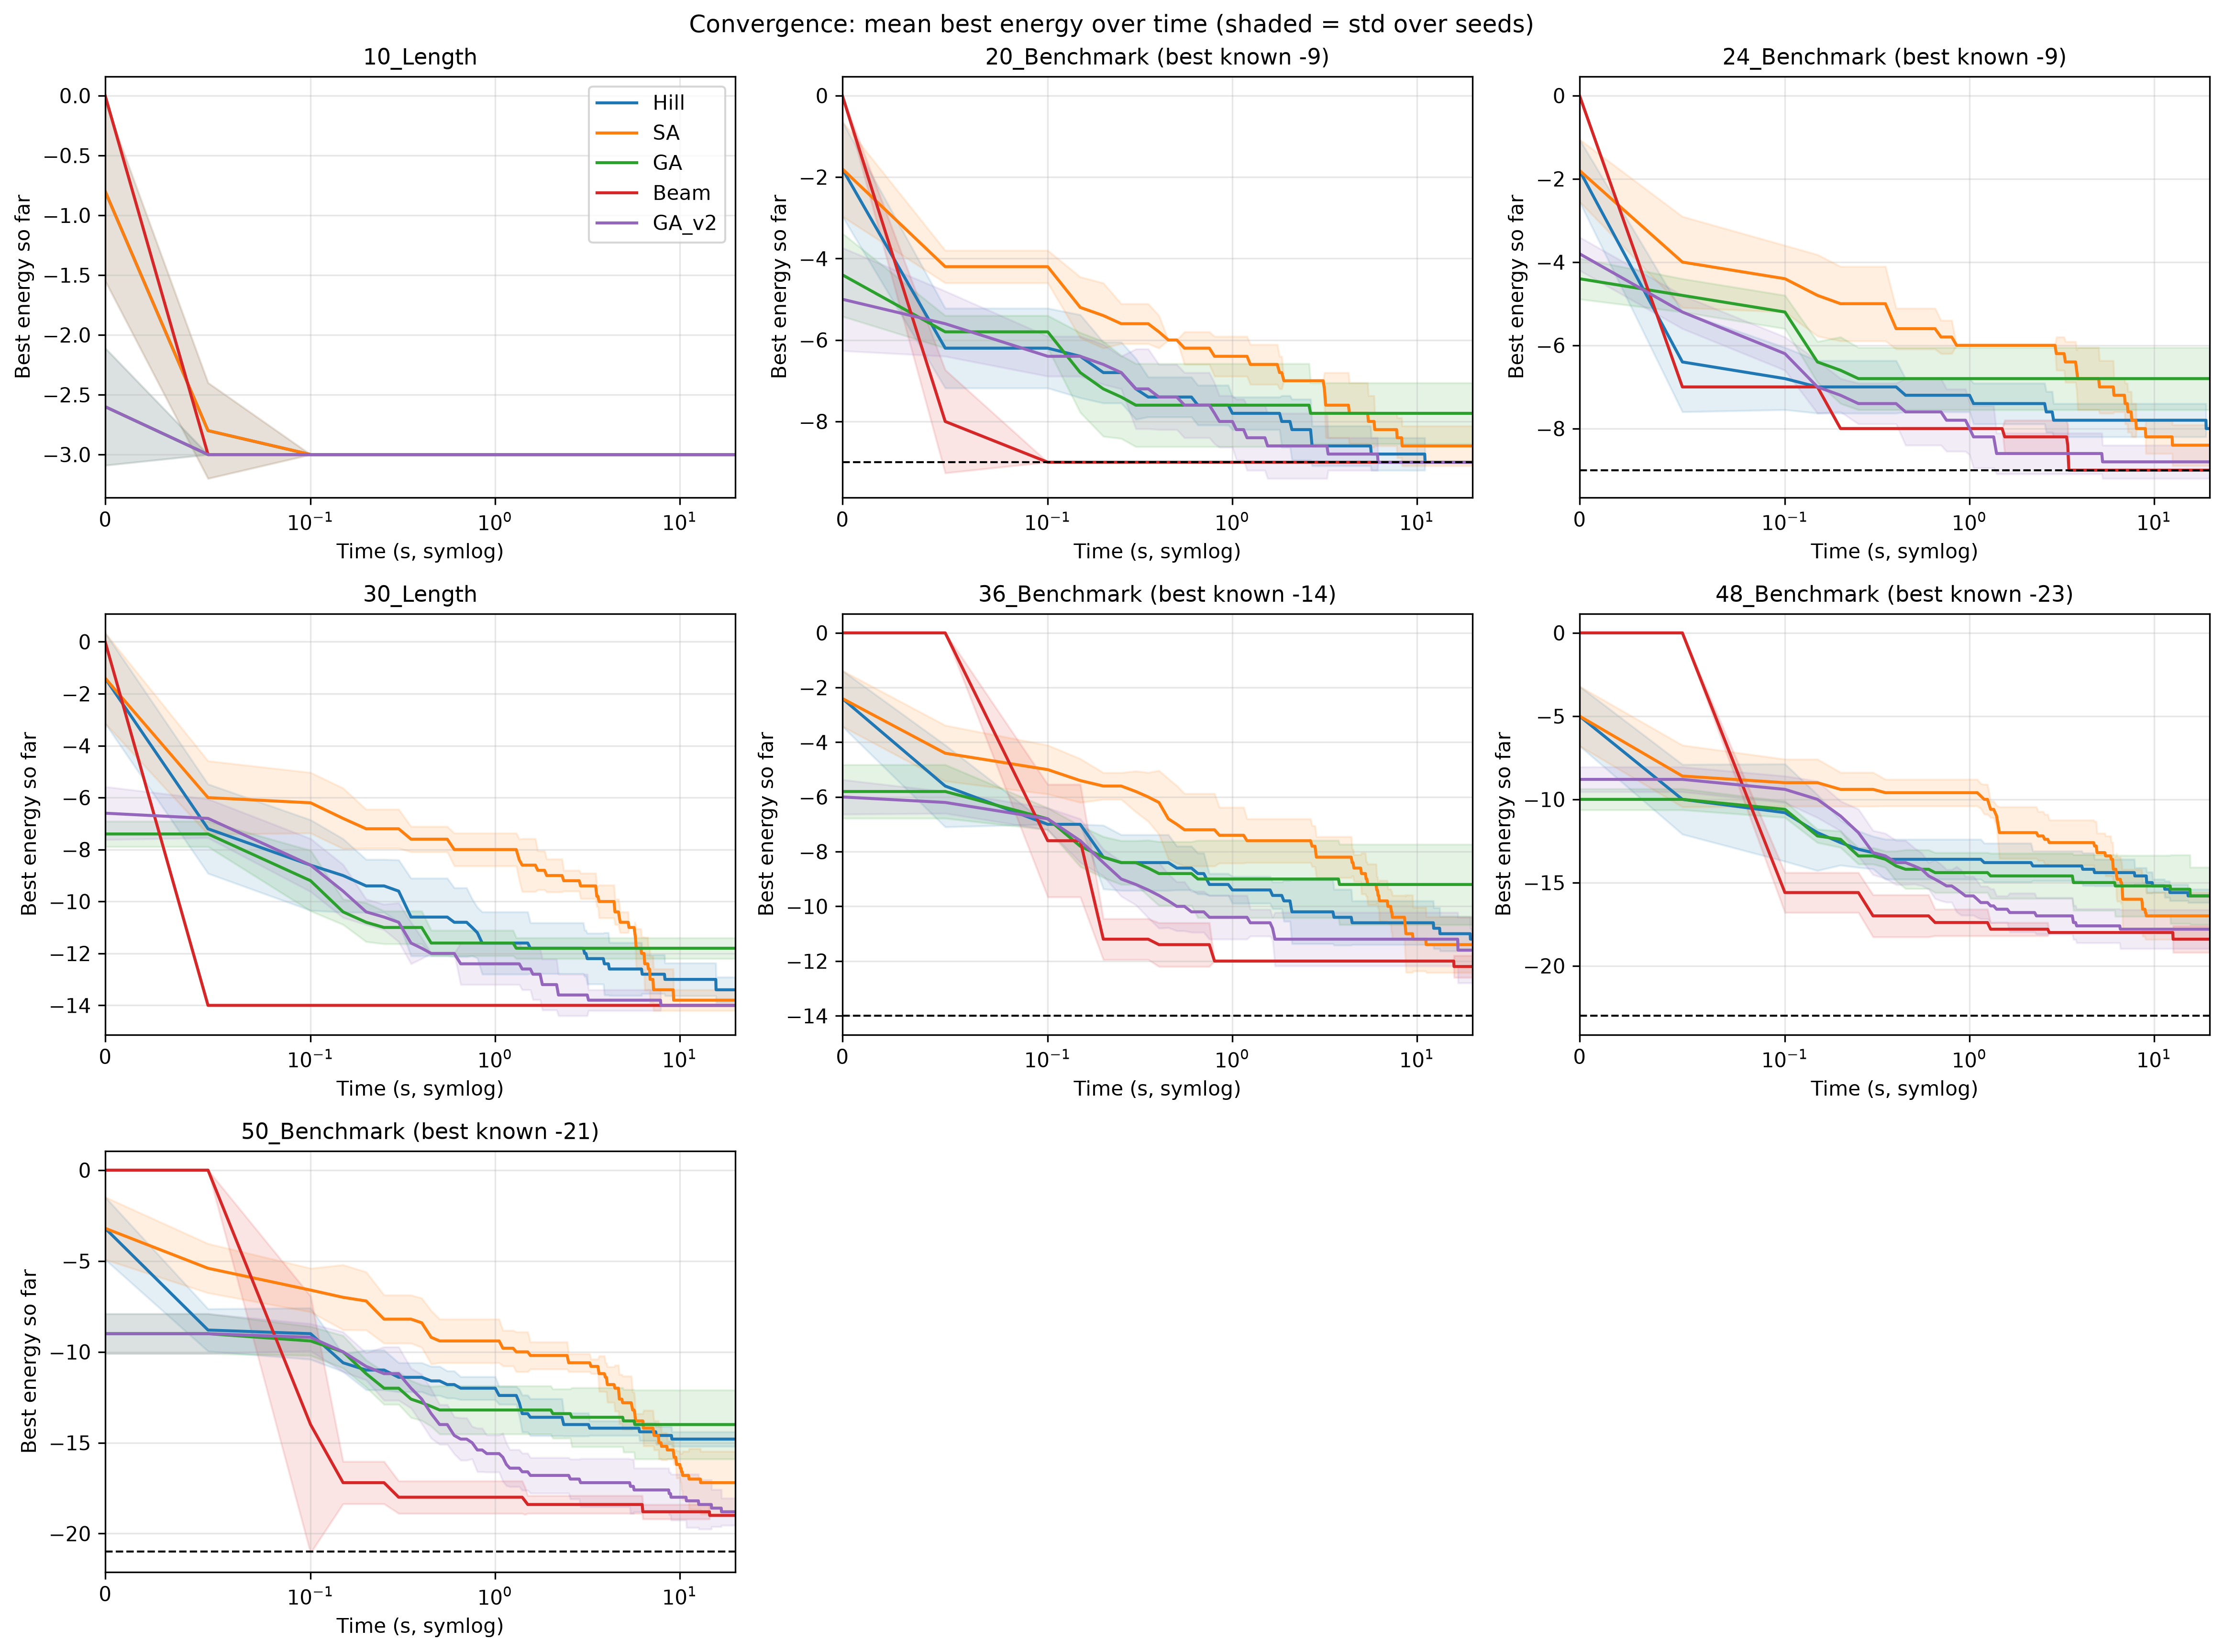 Convergence: mean best energy over time (shaded = std over seeds)
10_Length
0.0
−0.5
−1.0
−1.5
−2.0
−2.5
−3.0
Best energy so far
Hill
SA
GA
Beam
GA_v2
0
10⁻¹
10⁰
10¹
Time (s, symlog)
20_Benchmark (best known -9)
0
−2
−4
−6
−8
Best energy so far
0
10⁻¹
10⁰
10¹
Time (s, symlog)
24_Benchmark (best known -9)
0
−2
−4
−6
−8
Best energy so far
0
10⁻¹
10⁰
10¹
Time (s, symlog)
30_Length
0
−2
−4
−6
−8
−10
−12
−14
Best energy so far
0
10⁻¹
10⁰
10¹
Time (s, symlog)
36_Benchmark (best known -14)
0
−2
−4
−6
−8
−10
−12
−14
Best energy so far
0
10⁻¹
10⁰
10¹
Time (s, symlog)
48_Benchmark (best known -23)
0
−5
−10
−15
−20
Best energy so far
0
10⁻¹
10⁰
10¹
Time (s, symlog)
50_Benchmark (best known -21)
0
−5
−10
−15
−20
Best energy so far
0
10⁻¹
10⁰
10¹
Time (s, symlog)